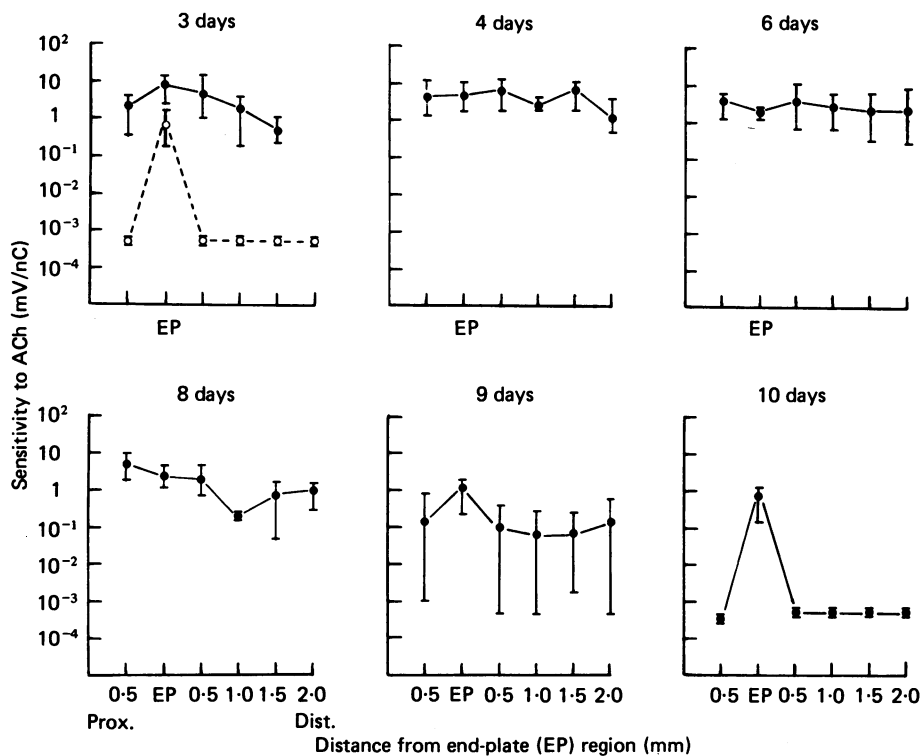 3 days
4 days
6 days
10²
10
1
10⁻¹
10⁻²
10⁻³
10⁻⁴
EP
EP
EP
Sensitivity to ACh (mV/nC)
8 days
9 days
10 days
10²
10
1
10⁻¹
10⁻²
10⁻³
10⁻⁴
0·5 EP 0·5 1·0 1·5 2·0
0·5 EP 0·5 1·0 1·5 2·0
0·5 EP 0·5 1·0 1·5 2·0
Prox. Dist.
Distance from end-plate (EP) region (mm)